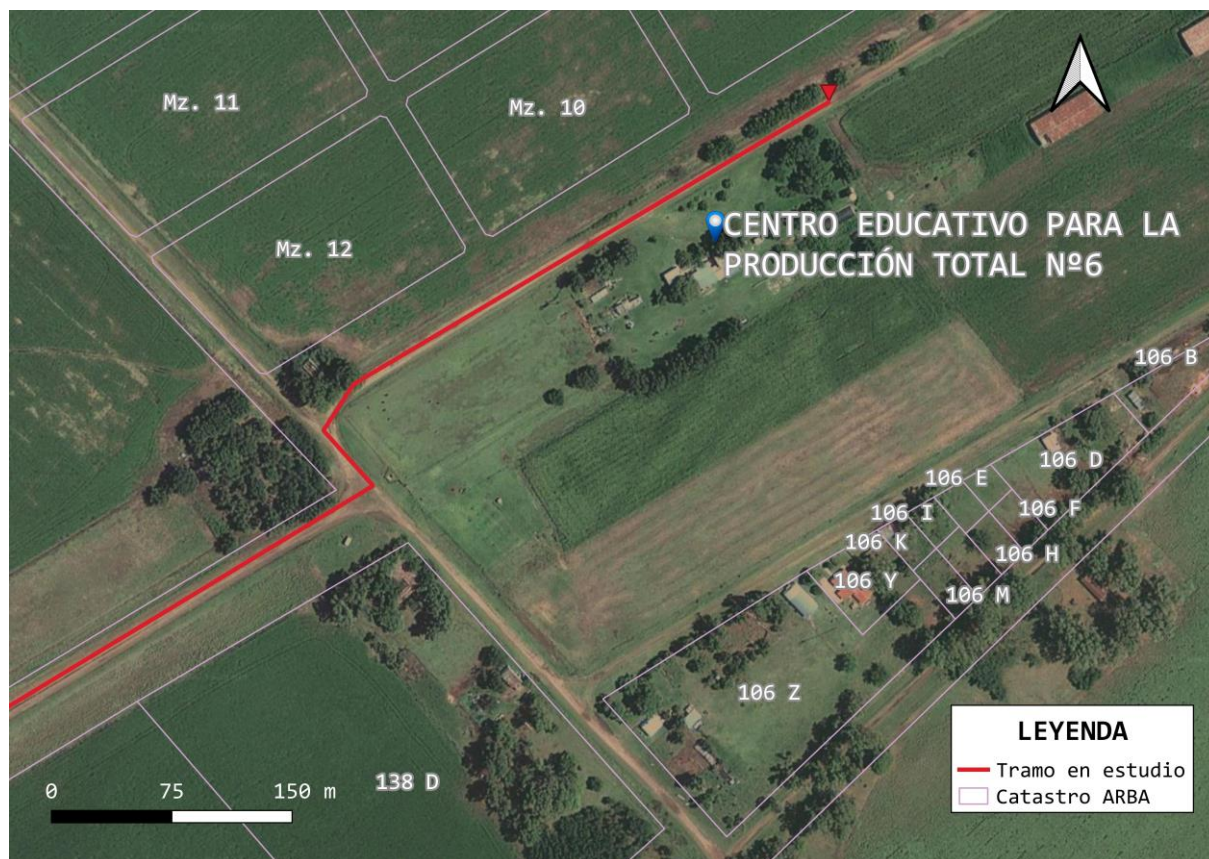 Mz. 11
Mz. 10
Mz. 12
CENTRO EDUCATIVO PARA LA
PRODUCCIÓN TOTAL Nº6
106 B
106 D
106 E
106 F
106 I
106 H
106 K
106 Y
106 M
106 Z
138 D
0 75 150 m
LEYENDA
Tramo en estudio
Catastro ARBA